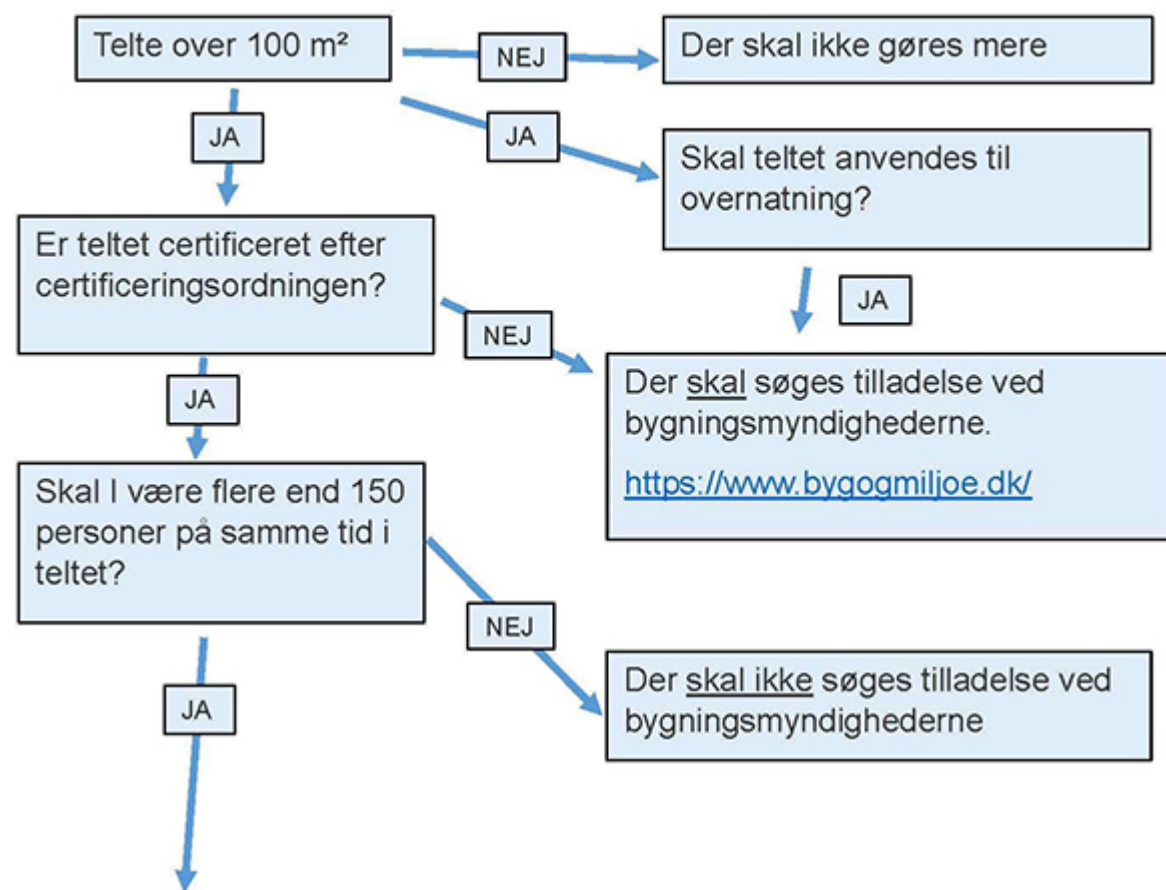 Telte over 100 m²
NEJ
Der skal ikke gøres mere
JA
JA
Skal teltet anvendes til
overnatning?
Er teltet certificeret efter
certificeringsordningen?
JA
NEJ
Der skal søges tilladelse ved
bygningsmyndighederne.
https://www.bygogmiljoe.dk/
JA
Skal I være flere end 150
personer på samme tid i
teltet?
NEJ
Der skal ikke søges tilladelse ved
bygningsmyndighederne
JA